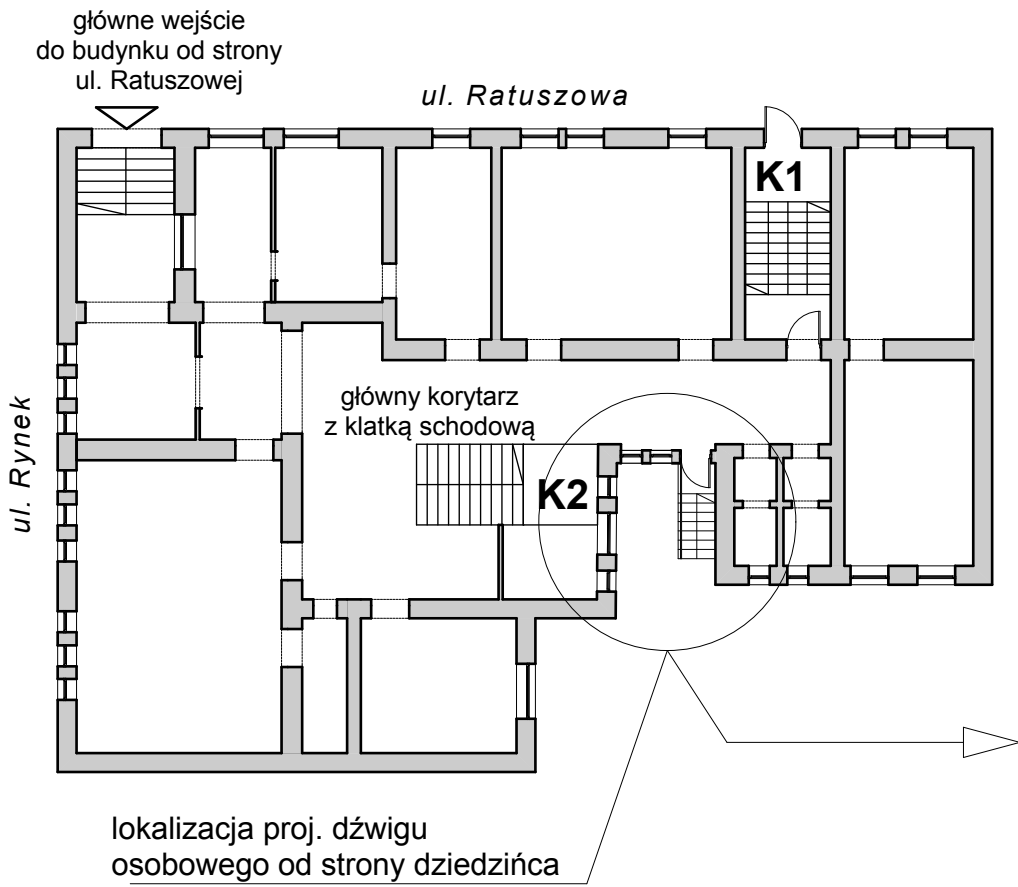 główne wejście
do budynku od strony
ul. Ratuszowej
ul. Ratuszowa
K1
ul. Rynek
główny korytarz
z klatką schodową
K2
lokalizacja proj. dźwigu
osobowego od strony dziedzińca